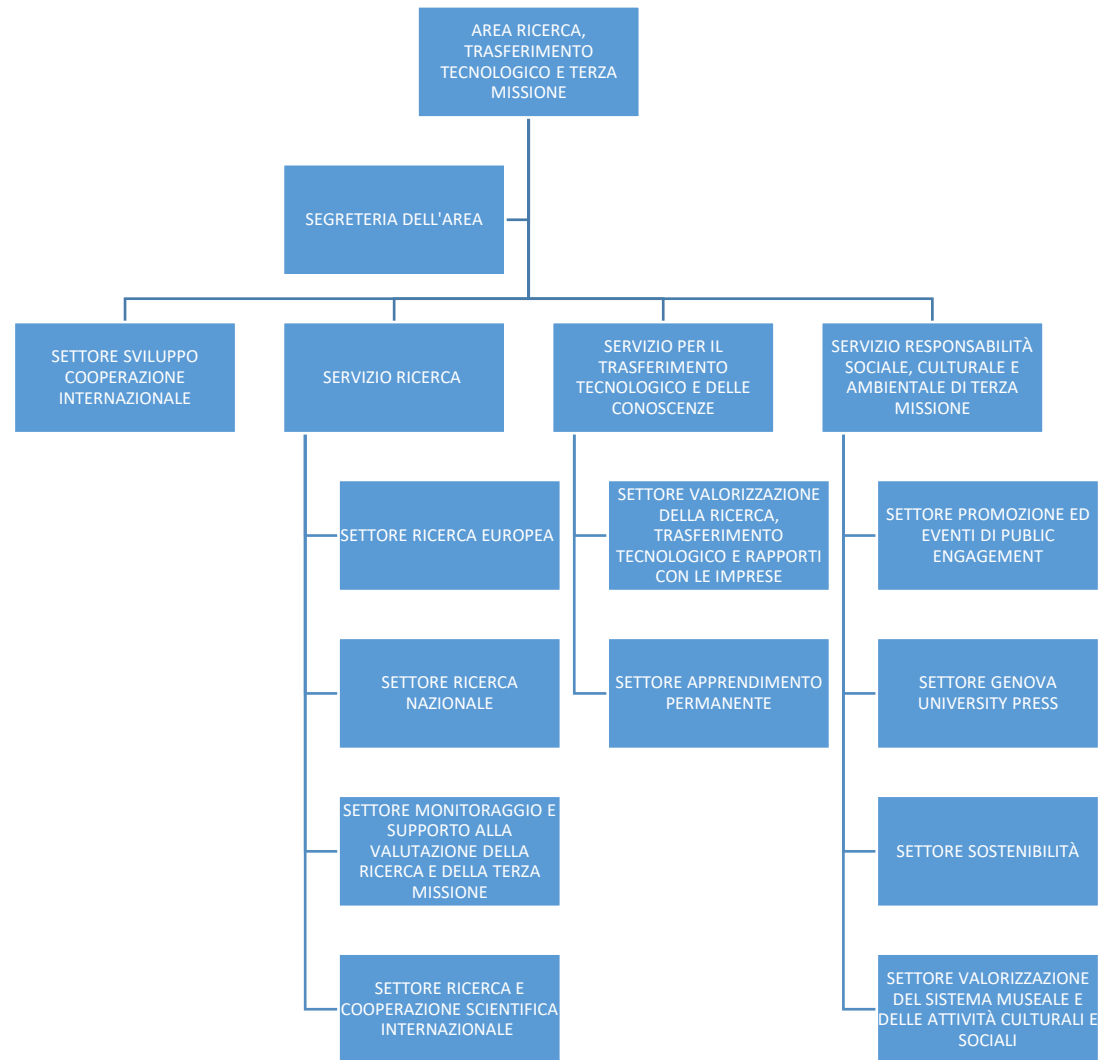 AREA RICERCA,
TRASFERIMENTO
TECNOLOGICO E TERZA
MISSIONE
SEGRETERIA DELL'AREA
SETTORE SVILUPPO
COOPERAZIONE
INTERNAZIONALE
SERVIZIO RICERCA
SERVIZIO PER IL
TRASFERIMENTO
TECNOLOGICO E DELLE
CONOSCENZE
SERVIZIO RESPONSABILITÀ
SOCIALE, CULTURALE E
AMBIENTALE DI TERZA
MISSIONE
SETTORE RICERCA EUROPEA
SETTORE RICERCA
NAZIONALE
SETTORE MONITORAGGIO E
SUPPORTO ALLA
VALUTAZIONE DELLA
RICERCA E DELLA TERZA
MISSIONE
SETTORE RICERCA E
COOPERAZIONE SCIENTIFICA
INTERNAZIONALE
SETTORE VALORIZZAZIONE
DELLA RICERCA,
TRASFERIMENTO
TECNOLOGICO E RAPPORTI
CON LE IMPRESE
SETTORE APPRENDIMENTO
PERMANENTE
SETTORE PROMOZIONE ED
EVENTI DI PUBLIC
ENGAGEMENT
SETTORE GENOVA
UNIVERSITY PRESS
SETTORE SOSTENIBILITÀ
SETTORE VALORIZZAZIONE
DEL SISTEMA MUSEALE E
DELLE ATTIVITÀ CULTURALI E
SOCIALI